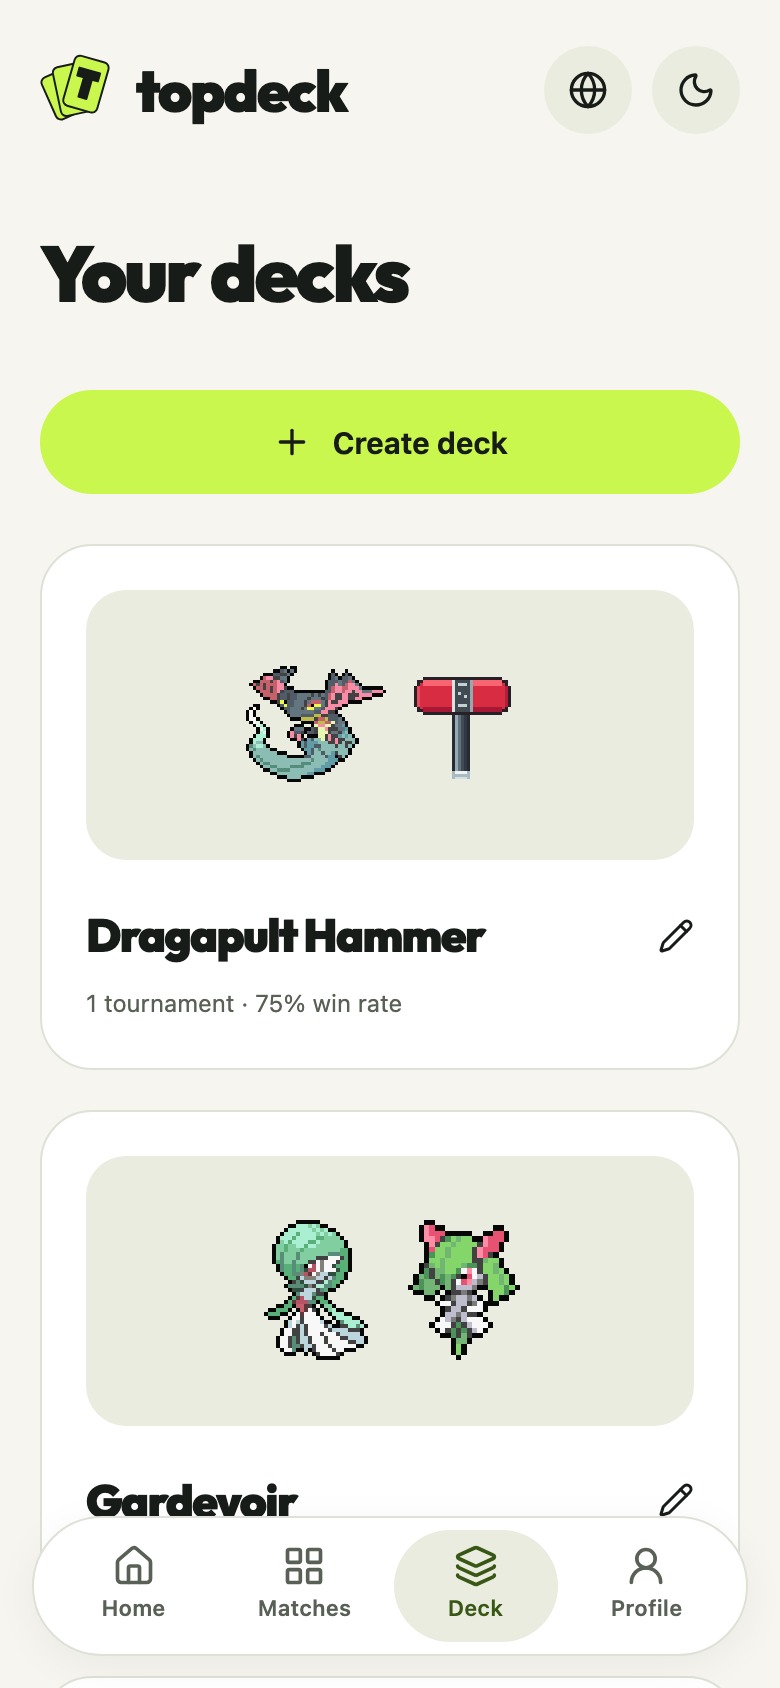 T
topdeck
Your decks
Create deck
Dragapult Hammer
1 tournament · 75% win rate
Gardevoir
Home
Matches
Deck
Profile